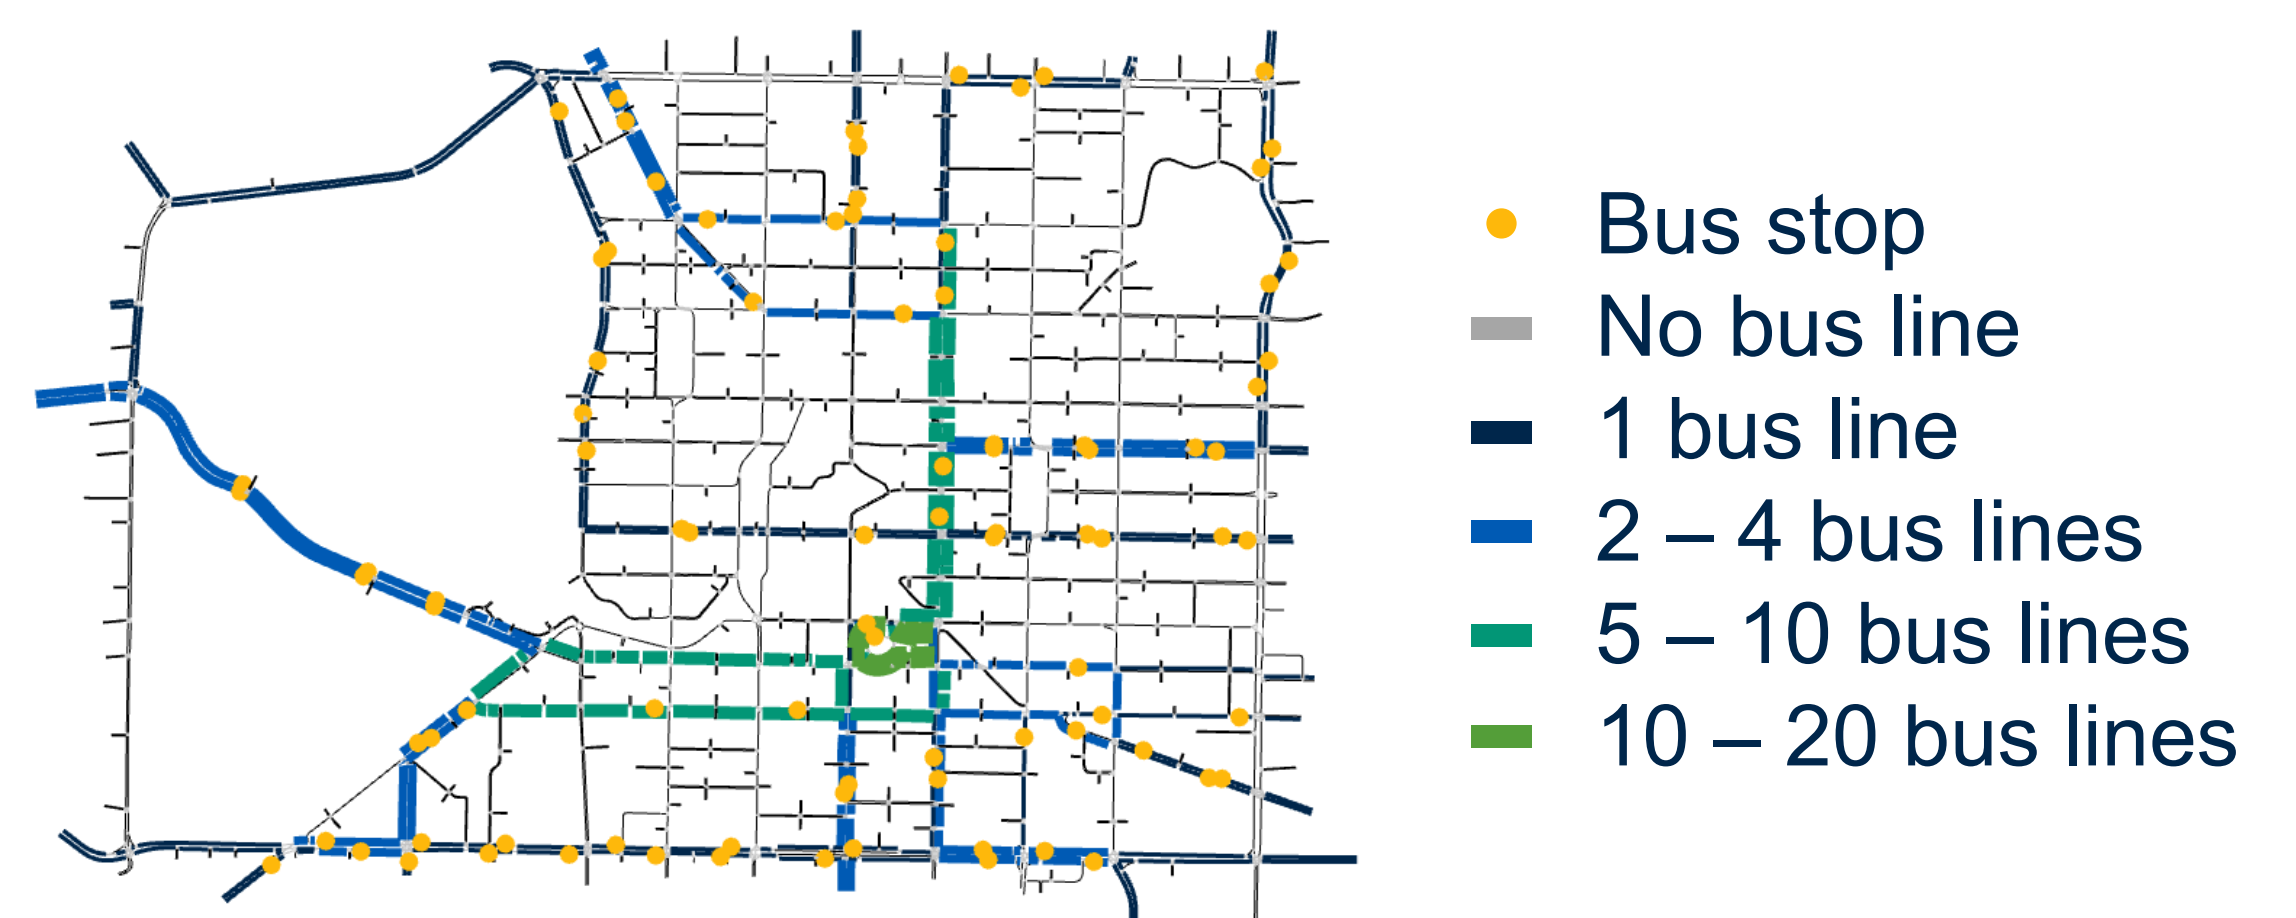 Bus stop
No bus line
1 bus line
2 – 4 bus lines
5 – 10 bus lines
10 – 20 bus lines